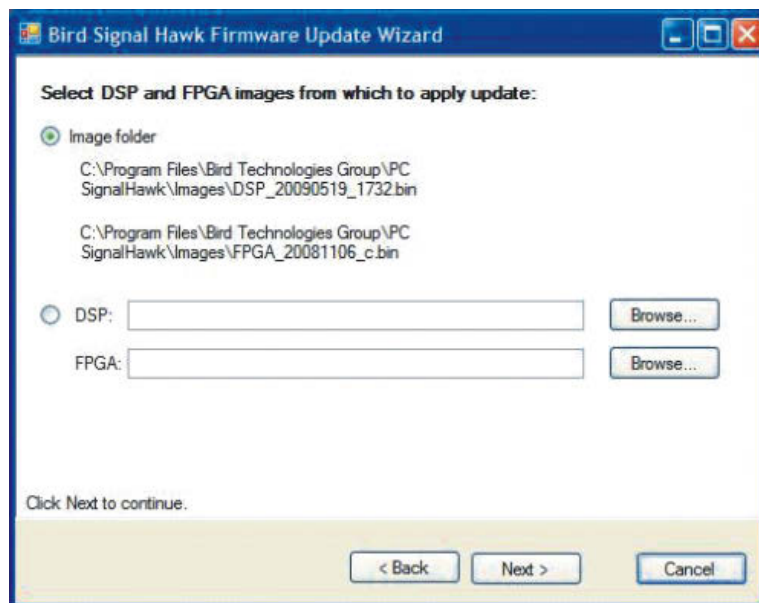 Bird Signal Hawk Firmware Update Wizard
Select DSP and FPGA images from which to apply update:
Image folder
C:\Program Files\Bird Technologies Group\PC
SignalHawk\Images\DSP_20090519_1732.bin
C:\Program Files\Bird Technologies Group\PC
SignalHawk\Images\FPGA_20081106_c.bin
DSP: Browse...
FPGA: Browse...
Click Next to continue.
< Back Next > Cancel